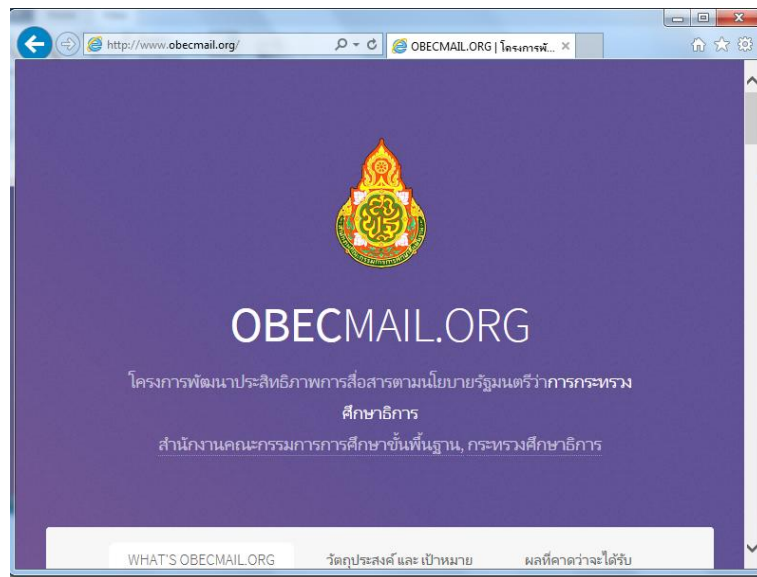 http://www.obecmail.org/
OBECMAIL.ORG | โครงการพั...
OBECMAIL.ORG
โครงการพัฒนาประสิทธิภาพการสื่อสารตามนโยบายรัฐมนตรีว่าการกระทรวง
ศึกษาธิการ
สำนักงานคณะกรรมการการศึกษาขั้นพื้นฐาน, กระทรวงศึกษาธิการ
WHAT'S OBECMAIL.ORG
วัตถุประสงค์ และ เป้าหมาย
ผลที่คาดว่าจะได้รับ